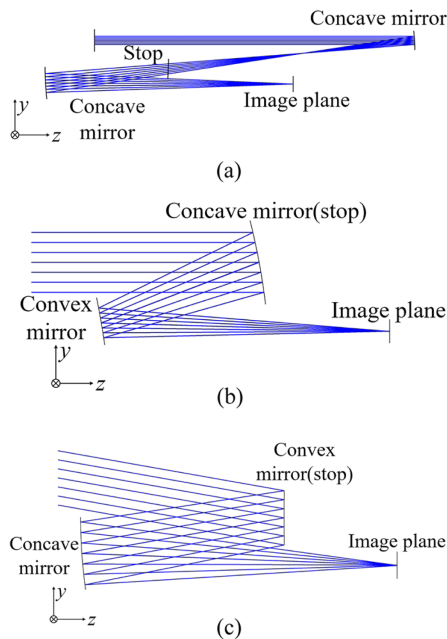 Concave mirror
Stop
y
z
Concave
mirror
Image plane
(a)
Concave mirror(stop)
Convex
mirror
Image plane
y
z
(b)
Convex
mirror(stop)
Concave
mirror
Image plane
y
z
(c)